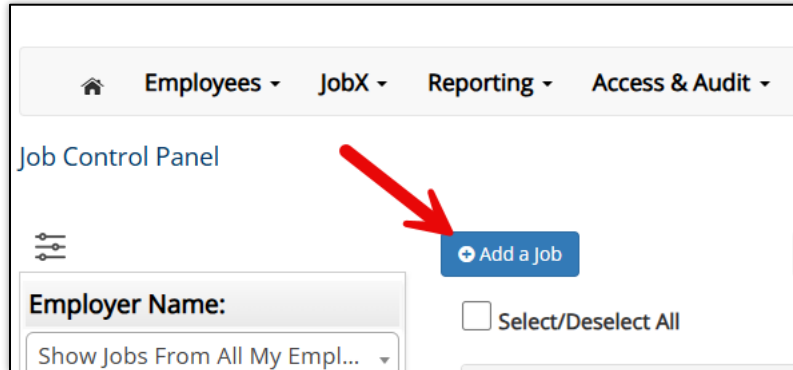 Employees JobX Reporting Access & Audit
Job Control Panel
Add a Job
Employer Name:
Select/Deselect All
Show Jobs From All My Empl...